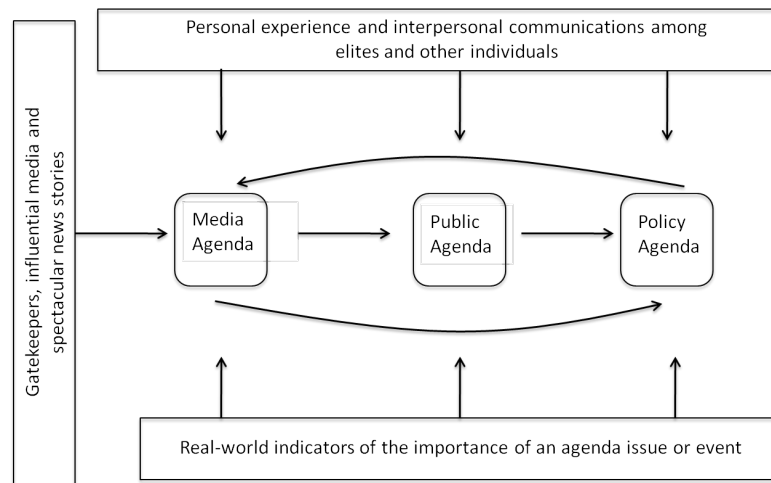 Personal experience and interpersonal communications among
elites and other individuals
Gatekeepers, influential media and
spectacular news stories
Media
Agenda
Public
Agenda
Policy
Agenda
Real-world indicators of the importance of an agenda issue or event